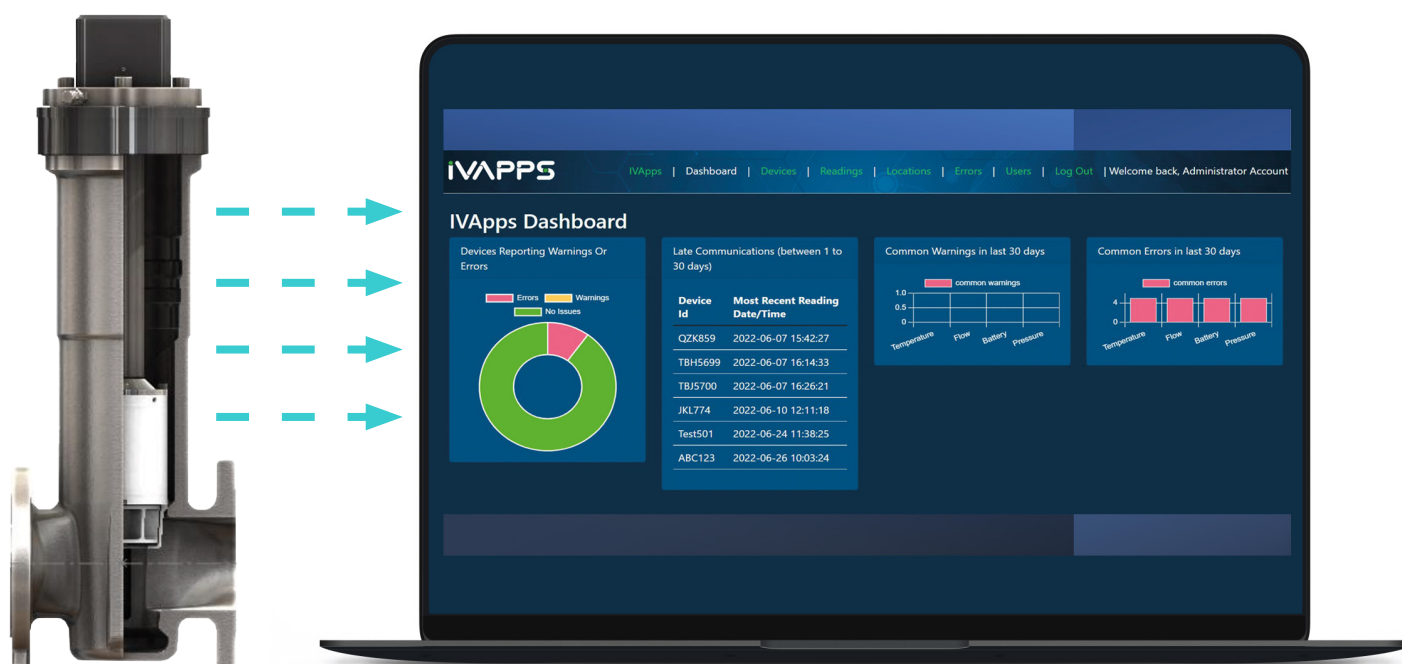 iVAPPS
IVApps | Dashboard | Devices | Readings | Locations | Errors | Users | Log Out | Welcome back, Administrator Account
IVApps Dashboard
Devices Reporting Warnings Or
Errors
Errors Warnings
No Issues
Late Communications (between 1 to
30 days)
Device Most Recent Reading
Id Date/Time
QZK859 2022-06-07 15:42:27
TBH5699 2022-06-07 16:14:33
TBJ5700 2022-06-07 16:26:21
JKL774 2022-06-10 12:11:18
Test501 2022-06-24 11:38:25
ABC123 2022-06-26 10:03:24
Common Warnings in last 30 days
common warnings
1.0
0.5
0
Temperature Flow Battery Pressure
Common Errors in last 30 days
common errors
4
0
Temperature Flow Battery Pressure